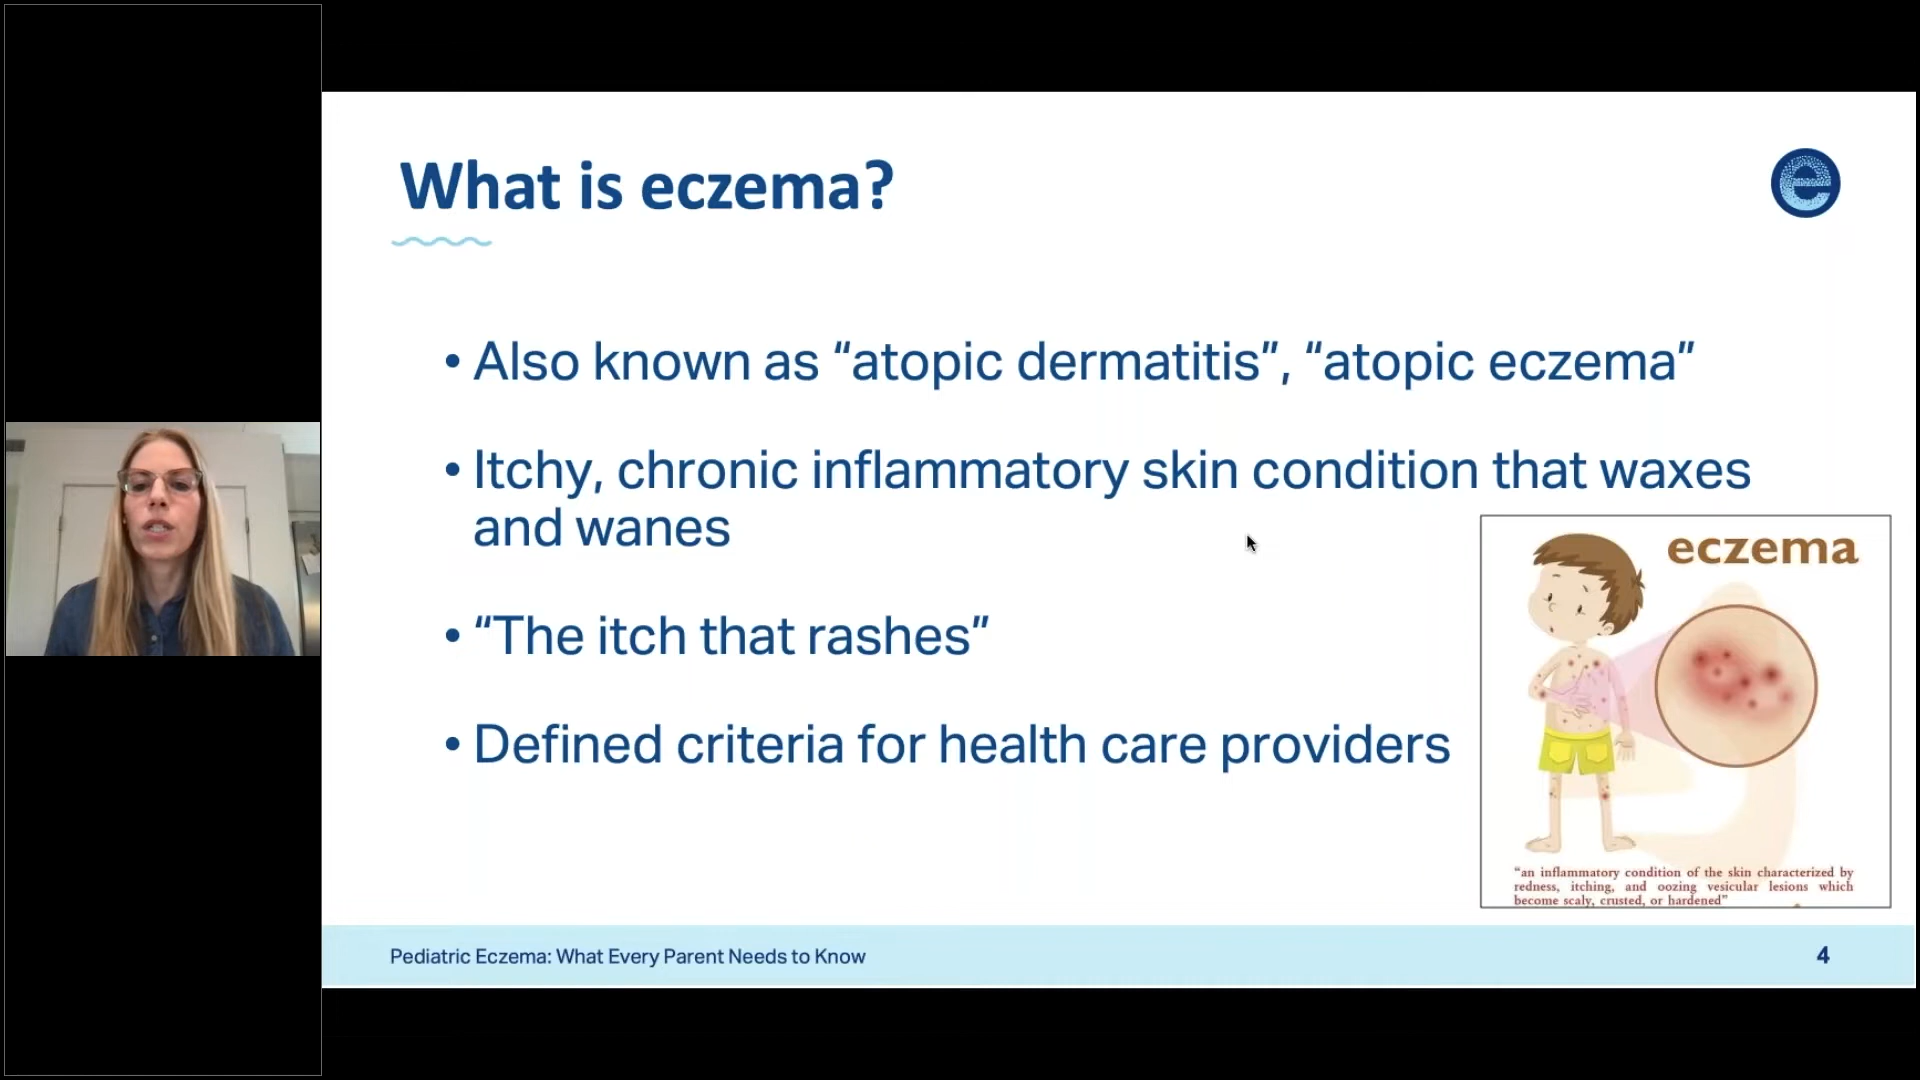 What is eczema?
• Also known as “atopic dermatitis”, “atopic eczema”
• Itchy, chronic inflammatory skin condition that waxes
and wanes
• “The itch that rashes”
• Defined criteria for health care providers
eczema
“an inflammatory condition of the skin characterized by
redness, itching, and oozing vesicular lesions which
become scaly, crusted, or hardened”
Pediatric Eczema: What Every Parent Needs to Know
4